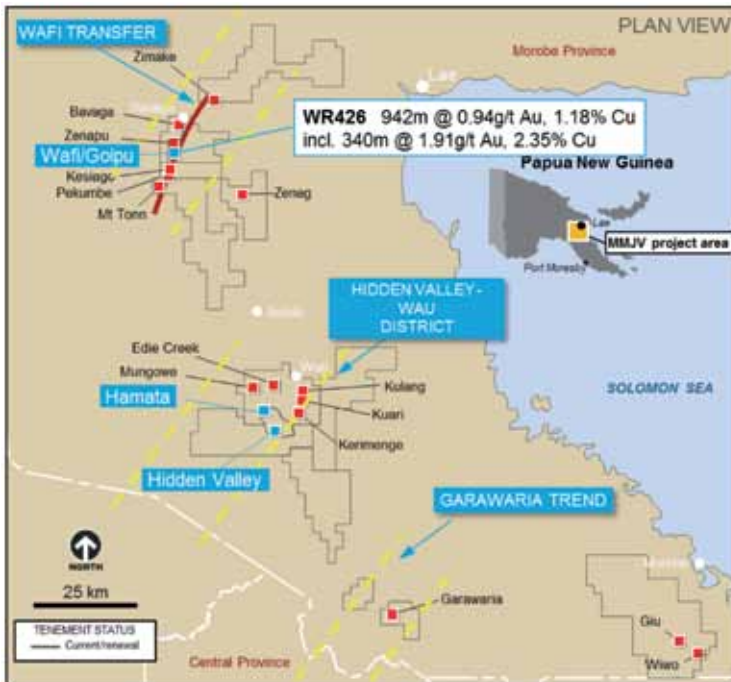 PLAN VIEW
WAFI TRANSFER
Zimake
Morobe Province
Lae
Bavaga
WR426 942m @ 0.94g/t Au, 1.18% Cu
incl. 340m @ 1.91g/t Au, 2.35% Cu
Zenapu
Wafi/Golpu
Papua New Guinea
Kesiago
Pekumbe
Zenag
Mt Tonn
Lae
MMJV project area
Port Moresby
HIDDEN VALLEY -
WAU
DISTRICT
Edie Creek
Wau
Mungowe
Kulang
SOLOMON SEA
Hamata
Kuari
Kerimenge
Hidden Valley
GARAWARIA TREND
NORTH
25 km
Garawaria
TENEMENT STATUS
Current/renewal
Giu
Central Province
Wiwo